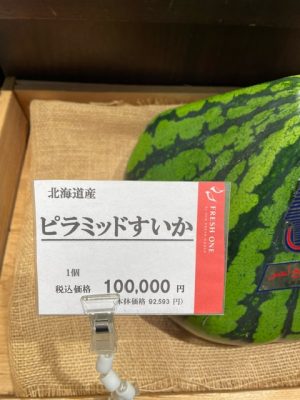 北海道産
ピラミッドすいか
1個
税込価格 100,000 円
体価格 92,593 円)
FRESH ONE